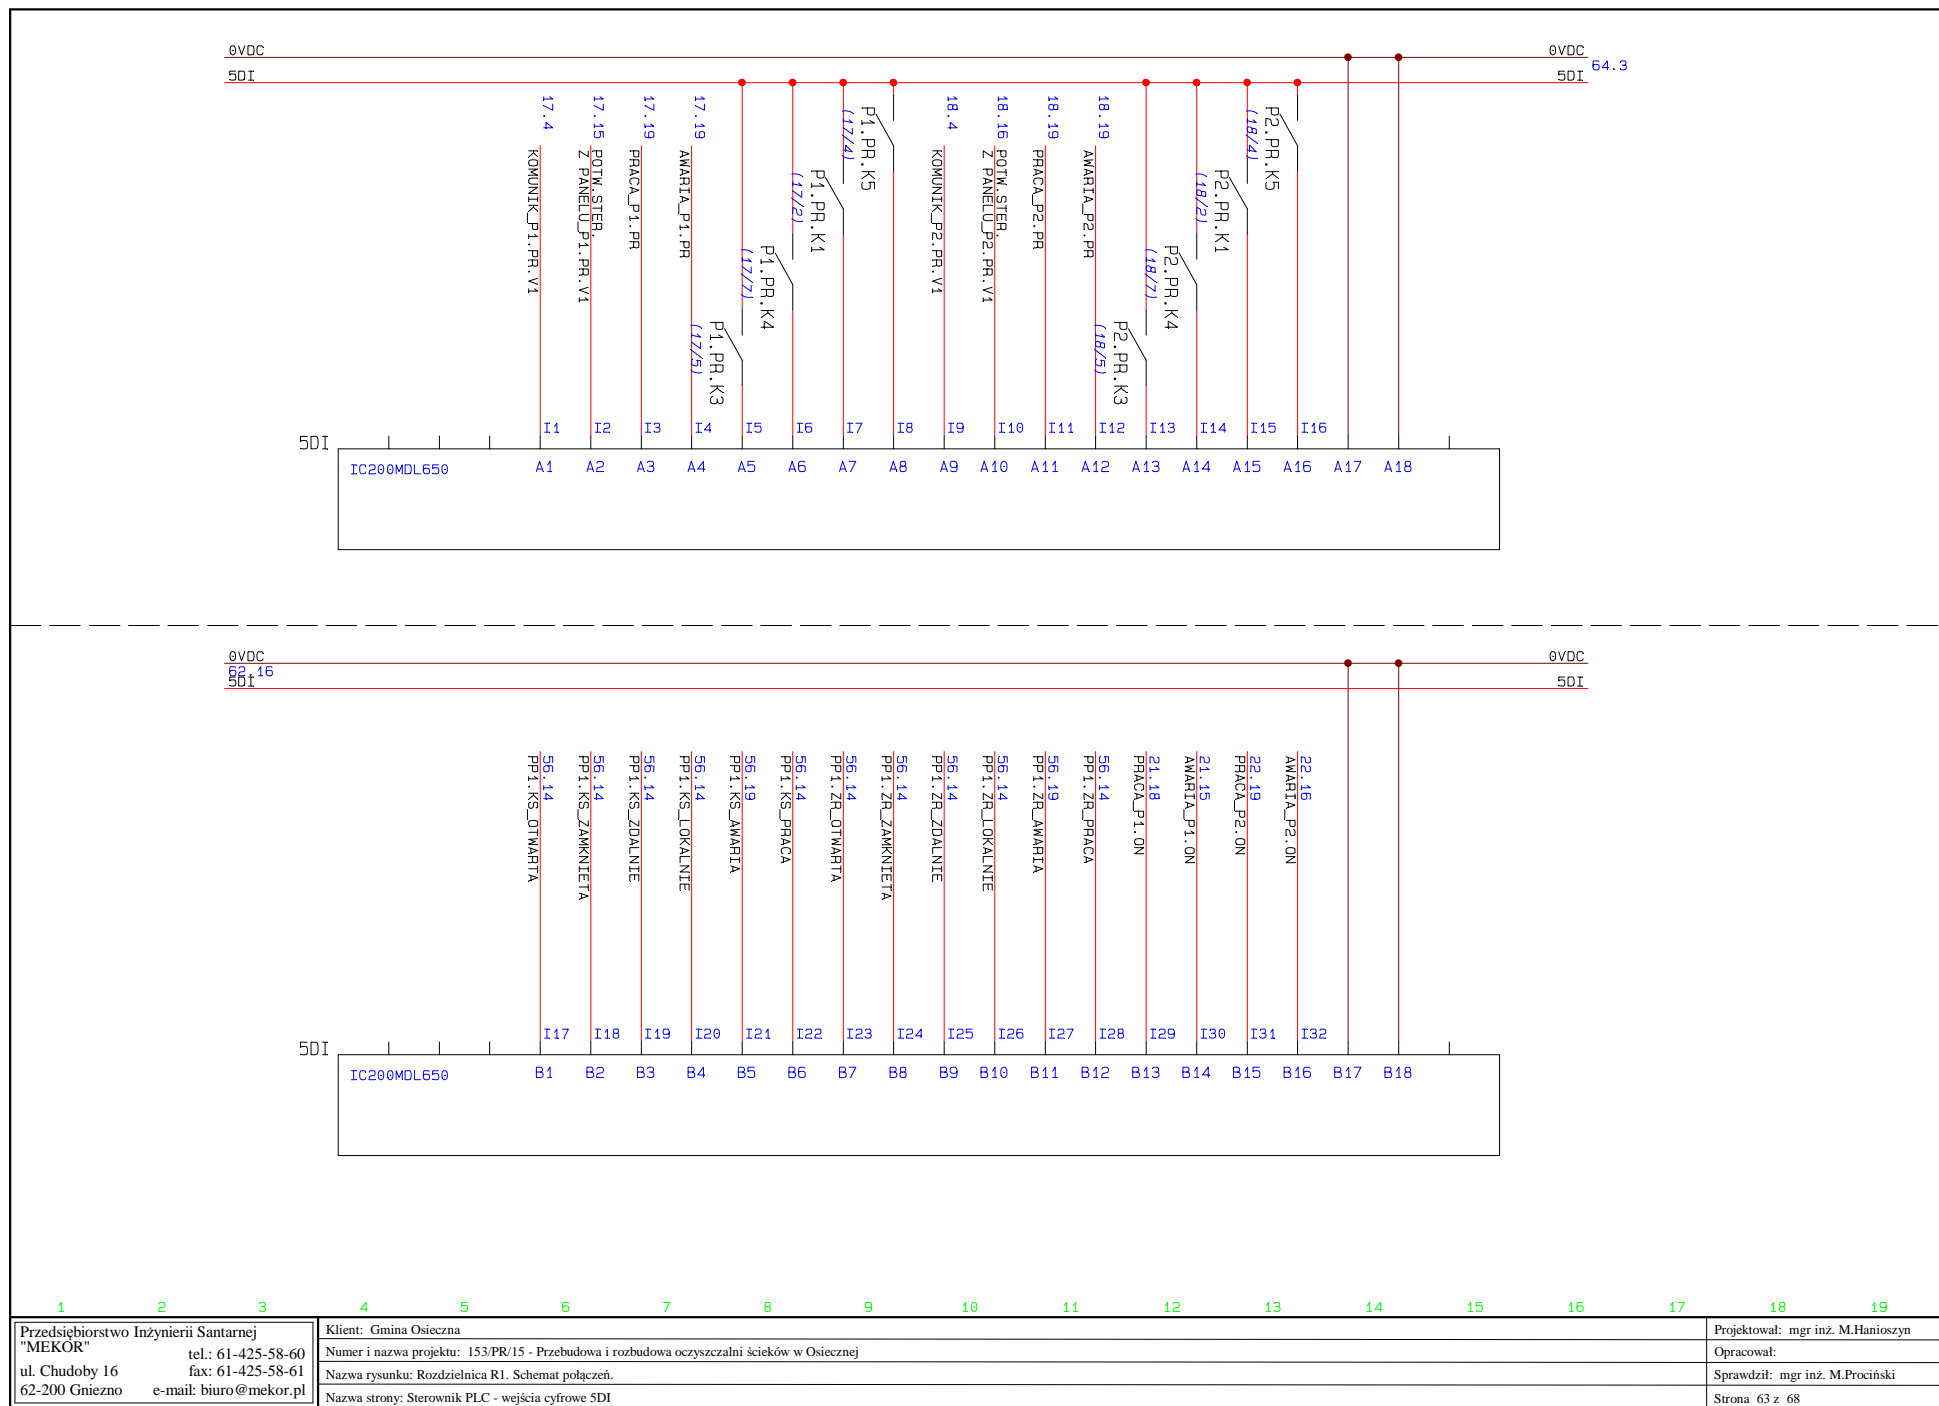 0VDC
0VDC
64.3
5DI
5DI
17.4
KOMUNIK_P1.PR.V1
17.15
POTW.STER.
Z PANELU_P1.PR.V1
17.19
PRACA_P1.PR
17.19
AWARIA_P1.PR
P1.PR.K3
(17/5)
P1.PR.K4
(17/7)
P1.PR.K1
(17/2)
P1.PR.K5
(17/4)
18.4
KOMUNIK_P2.PR.V1
18.16
POTW.STER.
Z PANELU_P2.PR.V1
18.19
PRACA_P2.PR
18.19
AWARIA_P2.PR
P2.PR.K3
(18/5)
P2.PR.K4
(18/7)
P2.PR.K1
(18/2)
P2.PR.K5
(18/4)
I1 I2 I3 I4 I5 I6 I7 I8 I9 I10 I11 I12 I13 I14 I15 I16
5DI
IC200MDL650
A1 A2 A3 A4 A5 A6 A7 A8 A9 A10 A11 A12 A13 A14 A15 A16 A17 A18
0VDC
0VDC
62.16
5DI
5DI
56.14
PP1.KS_OTWARTA
56.14
PP1.KS_ZAMKNIETA
56.14
PP1.KS_ZDALNIE
56.14
PP1.KS_LOKALNIE
56.19
PP1.KS_AWARIA
56.14
PP1.KS_PRACA
56.14
PP1.ZR_OTWARTA
56.14
PP1.ZR_ZAMKNIETA
56.14
PP1.ZR_ZDALNIE
56.14
PP1.ZR_LOKALNIE
56.19
PP1.ZR_AWARIA
56.14
PP1.ZR_PRACA
21.18
PRACA_P1.ON
21.15
AWARIA_P1.ON
22.19
PRACA_P2.ON
22.16
AWARIA_P2.ON
I17 I18 I19 I20 I21 I22 I23 I24 I25 I26 I27 I28 I29 I30 I31 I32
5DI
IC200MDL650
B1 B2 B3 B4 B5 B6 B7 B8 B9 B10 B11 B12 B13 B14 B15 B16 B17 B18
1 2 3 4 5 6 7 8 9 10 11 12 13 14 15 16 17 18 19
Przedsiębiorstwo Inżynierii Santarnej
"MEKOR"
tel.: 61-425-58-60
ul. Chudoby 16 fax: 61-425-58-61
62-200 Gniezno e-mail: biuro@mekor.pl
Klient: Gmina Osieczna
Numer i nazwa projektu: 153/PR/15 - Przebudowa i rozbudowa oczyszczalni ścieków w Osiecznej
Nazwa rysunku: Rozdzielnica R1. Schemat połączeń.
Nazwa strony: Sterownik PLC - wejścia cyfrowe 5DI
Projektował: mgr inż. M.Hanioszyn
Opracował:
Sprawdził: mgr inż. M.Prociński
Strona 63 z 68